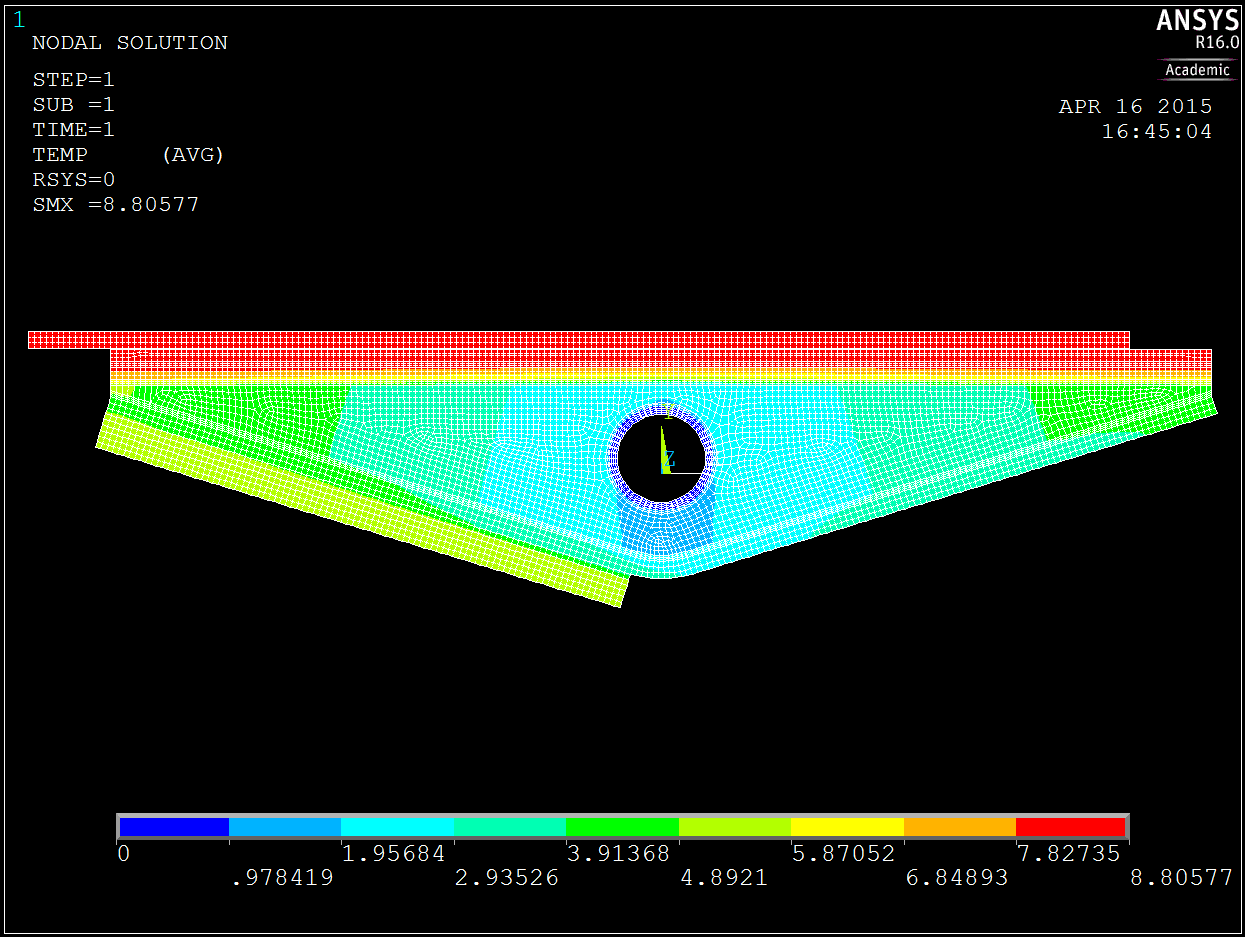 1
ANSYS
R16.0
Academic
NODAL SOLUTION
STEP=1
SUB =1
TIME=1
TEMP (AVG)
RSYS=0
SMX =8.80577
APR 16 2015
16:45:04
Z
0
.978419
1.95684
2.93526
3.91368
4.8921
5.87052
6.84893
7.82735
8.80577